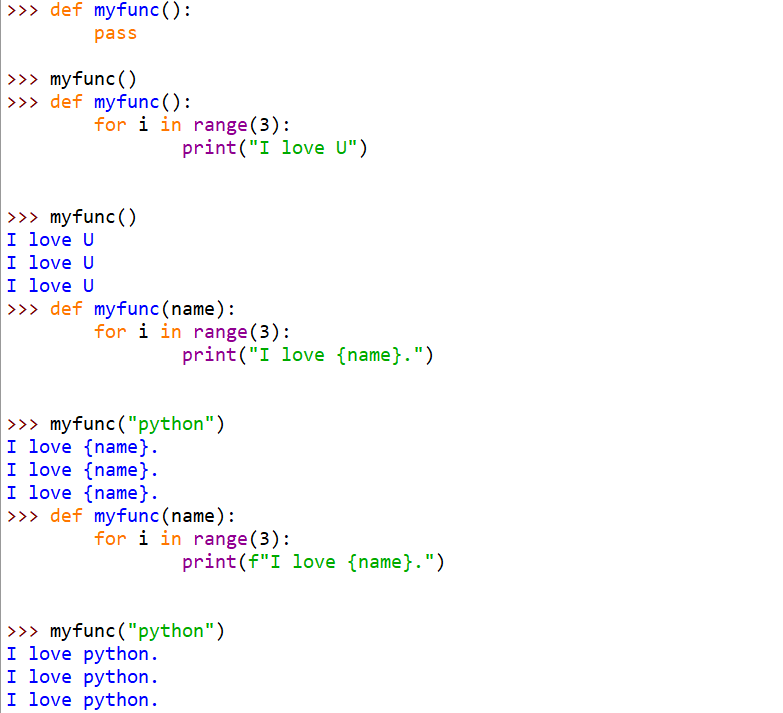 >>> def myfunc():
        pass
>>> myfunc()
>>> def myfunc():
        for i in range(3):
                print("I love U")
>>> myfunc()
I love U
I love U
I love U
>>> def myfunc(name):
        for i in range(3):
                print("I love {name}.")
>>> myfunc("python")
I love {name}.
I love {name}.
I love {name}.
>>> def myfunc(name):
        for i in range(3):
                print(f"I love {name}.")
>>> myfunc("python")
I love python.
I love python.
I love python.